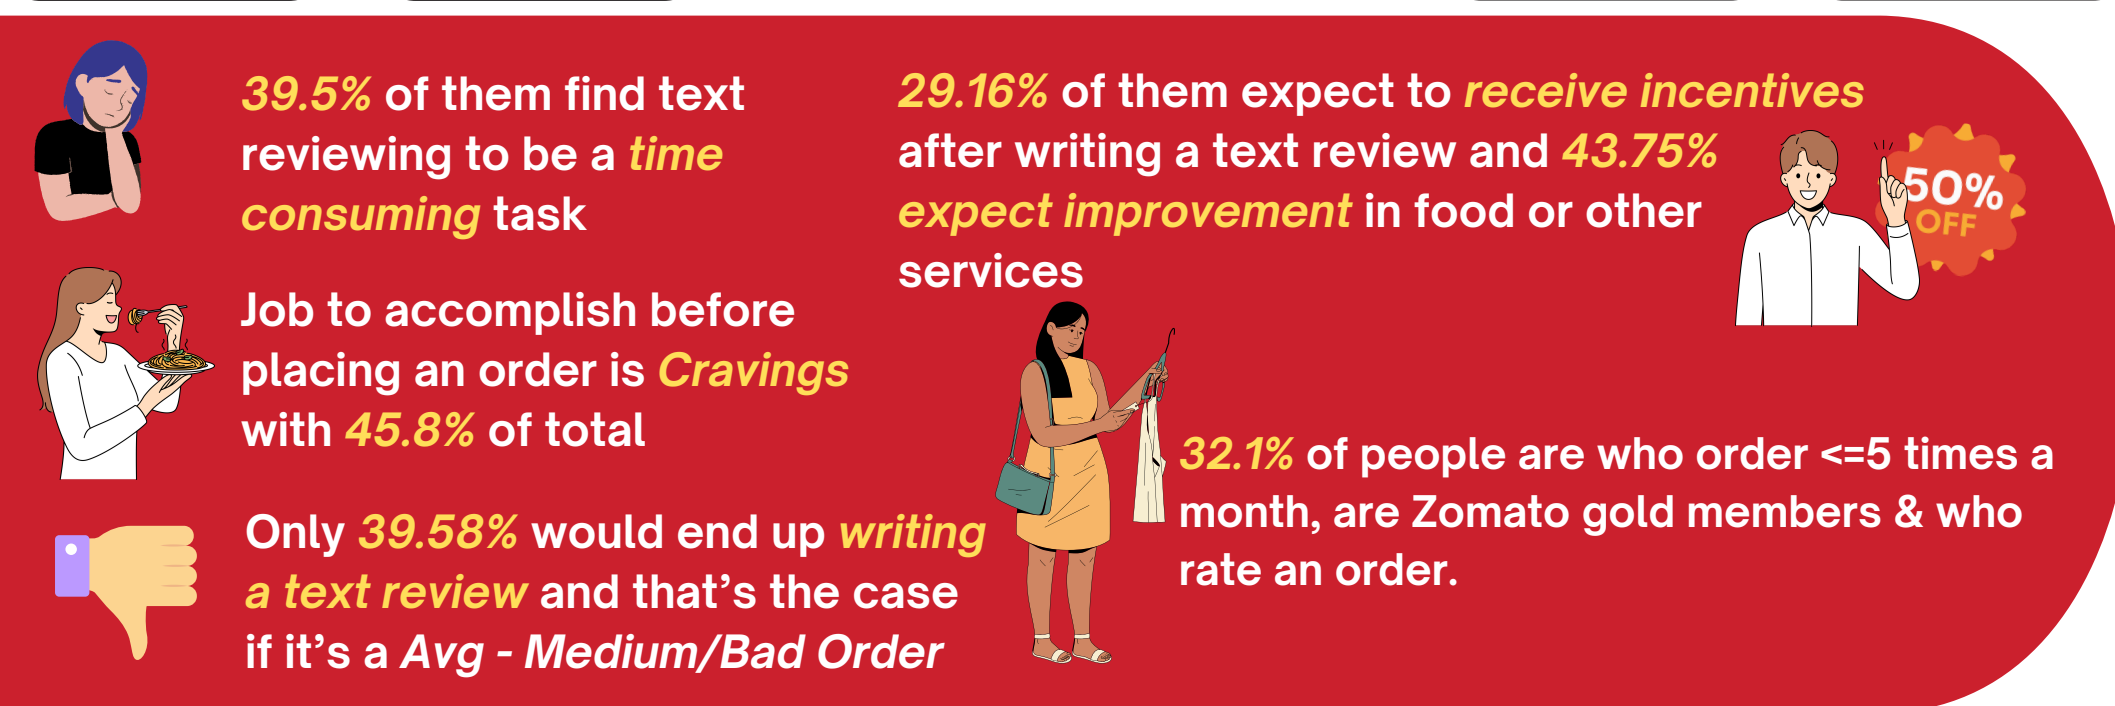 39.5% of them find text
reviewing to be a time
consuming task
Job to accomplish before
placing an order is Cravings
with 45.8% of total
Only 39.58% would end up writing
a text review and that's the case
if it's a Avg - Medium/Bad Order
29.16% of them expect to receive incentives
after writing a text review and 43.75%
expect improvement in food or other
services
50%
OFF
32.1% of people are who order <=5 times a
month, are Zomato gold members & who
rate an order.